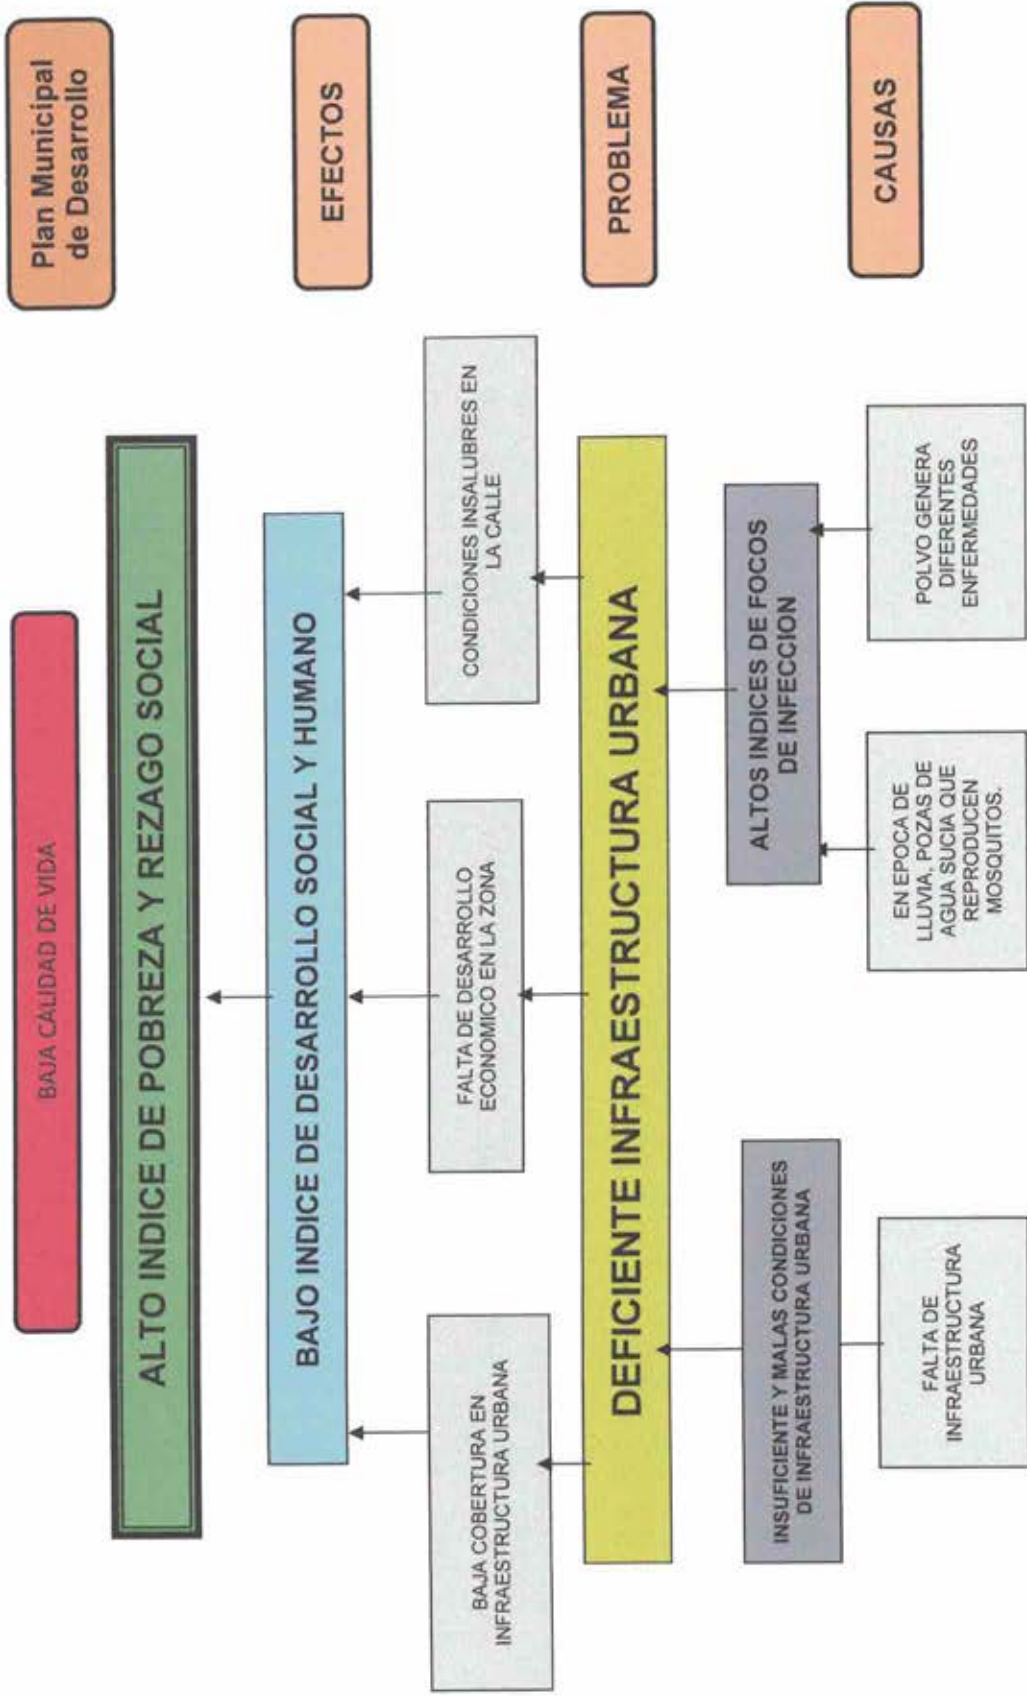 BAJA CALIDAD DE VIDA
Plan Municipal
de Desarrollo
ALTO INDICE DE POBREZA Y REZAGO SOCIAL
BAJO INDICE DE DESARROLLO SOCIAL Y HUMANO
EFECTOS
BAJA COBERTURA EN
INFRAESTRUCTURA URBANA
FALTA DE DESARROLLO
ECONOMICO EN LA ZONA
CONDICIONES INSALUBRES EN
LA CALLE
DEFICIENTE INFRAESTRUCTURA URBANA
PROBLEMA
INSUFICIENTE Y MALAS CONDICIONES
DE INFRAESTRUCTURA URBANA
ALTOS INDICES DE FOCOS
DE INFECCION
CAUSAS
FALTA DE
INFRAESTRUCTURA
URBANA
EN EPOCA DE
LLUVIA, POZAS DE
AGUA SUCIA QUE
REPRODUCEN
MOSQUITOS.
POLVO GENERA
DIFERENTES
ENFERMEDADES